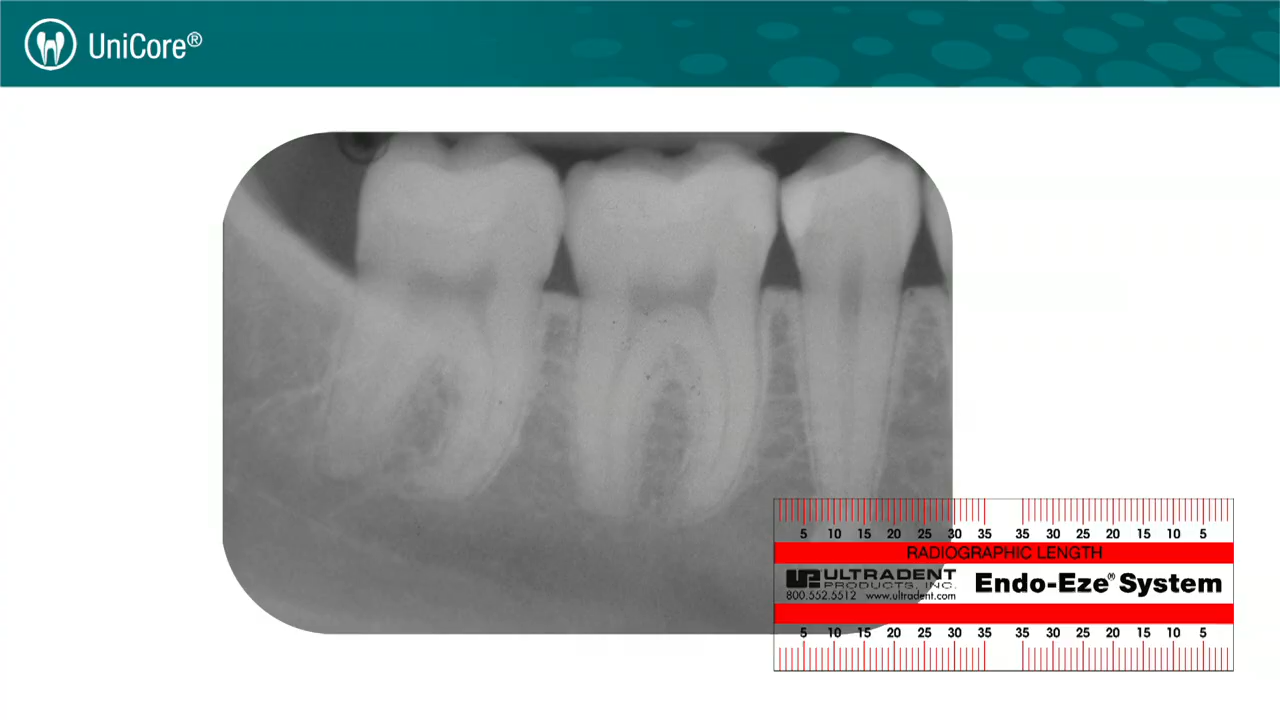 UniCore®
5 10 15 20 25 30 35 35 30 25 20 15 10 5
RADIOGRAPHIC LENGTH
ULTRADENT
PRODUCTS, INC.
800.552.5512 www.ultradent.com
Endo-Eze® System
5 10 15 20 25 30 35 35 30 25 20 15 10 5